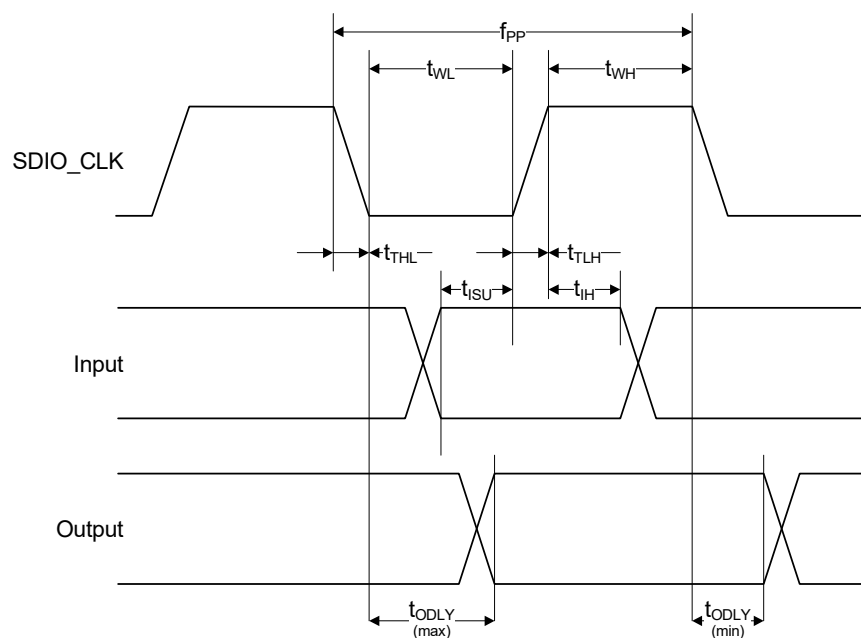 fPP
tWL
tWH
SDIO_CLK
tTHL
tTLH
tISU
tIH
Input
Output
tODLY
(max)
tODLY
(min)